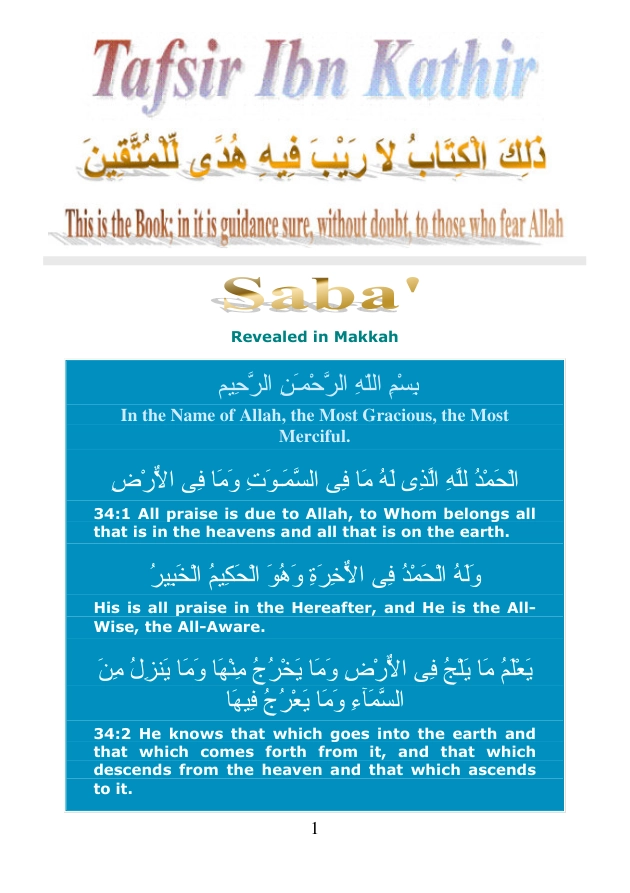 Tafsir Ibn Kathir
ذَلِكَ الْكِتَابُ لاَ رَيْبَ فِيهِ هُدًى لِّلْمُتَّقِينَ
This is the Book; in it is guidance sure, without doubt, to those who fear Allah
Saba'
Revealed in Makkah
بِسْمِ اللَّهِ الرَّحْمَـنِ الرَّحِيمِ
In the Name of Allah, the Most Gracious, the Most
Merciful.
الْحَمْدُ للَّهِ الَّذِى لَهُ مَا فِى السَّمَـوَتِ وَمَا فِى الاٌّرْضِ
34:1 All praise is due to Allah, to Whom belongs all
that is in the heavens and all that is on the earth.
وَلَهُ الْحَمْدُ فِى الاٌّخِرَةِ وَهُوَ الْحَكِيمُ الْخَبِيرُ
His is all praise in the Hereafter, and He is the All-
Wise, the All-Aware.
يَعْلَمُ مَا يَلْجُ فِى الاٌّرْضِ وَمَا يَخْرُجُ مِنْهَا وَمَا يَنزِلُ مِنَ
السَّمَآءِ وَمَا يَعْرُجُ فِيهَا
34:2 He knows that which goes into the earth and
that which comes forth from it, and that which
descends from the heaven and that which ascends
to it.
1